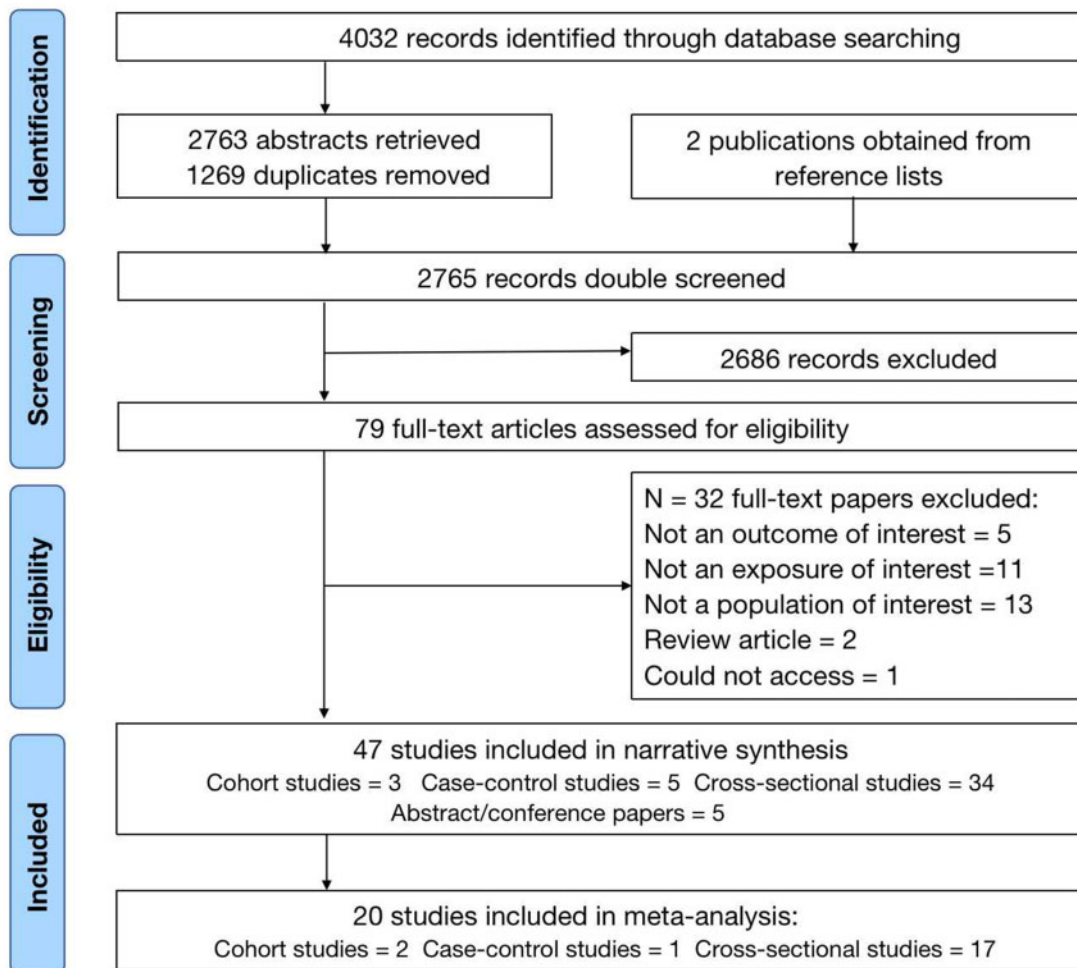 Identification
4032 records identified through database searching
2763 abstracts retrieved
1269 duplicates removed
2 publications obtained from
reference lists
Screening
2765 records double screened
2686 records excluded
79 full-text articles assessed for eligibility
Eligibility
N = 32 full-text papers excluded:
Not an outcome of interest = 5
Not an exposure of interest =11
Not a population of interest = 13
Review article = 2
Could not access = 1
Included
47 studies included in narrative synthesis
Cohort studies = 3 Case-control studies = 5 Cross-sectional studies = 34
Abstract/conference papers = 5
20 studies included in meta-analysis:
Cohort studies = 2 Case-control studies = 1 Cross-sectional studies = 17